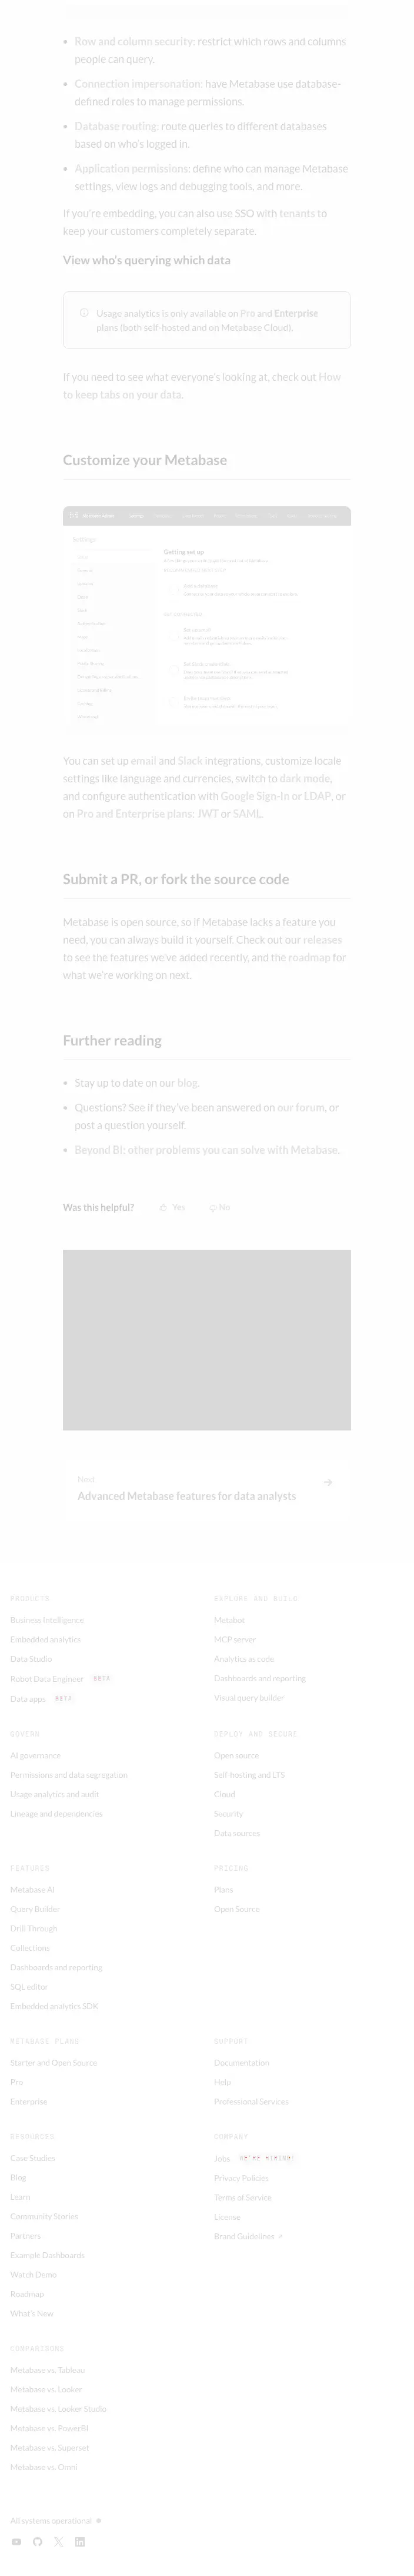 Row and column security: restrict which rows and columns
people can query.
Connection impersonation: have Metabase use database-
defined roles to manage permissions.
Database routing: route queries to different databases
based on who's logged in.
Application permissions: define who can manage Metabase
settings, view logs and debugging tools, and more.
If you're embedding, you can also use SSO with tenants to
keep your customers completely separate.
View who's querying which data
Usage analytics is only available on Pro and Enterprise
plans (both self-hosted and on Metabase Cloud).
If you need to see what everyone's looking at, check out How
to keep tabs on your data.
Customize your Metabase
Settings
Getting set up
You can set up email and Slack integrations, customize locale
settings like language and currencies, switch to dark mode,
and configure authentication with Google Sign-In or LDAP, or
on Pro and Enterprise plans: JWT or SAML.
Submit a PR, or fork the source code
Metabase is open source, so if Metabase lacks a feature you
need, you can always build it yourself. Check out our releases
to see the features we've added recently, and the roadmap for
what we're working on next.
Further reading
Stay up to date on our blog.
Questions? See if they've been answered on our forum, or
post a question yourself.
Beyond BI: other problems you can solve with Metabase.
Was this helpful? Yes No
Next
Advanced Metabase features for data analysts
PRODUCTS
Business Intelligence
Embedded analytics
Data Studio
Robot Data Engineer BETA
Data apps BETA
EXPLORE AND BUILD
Metabot
MCP server
Analytics as code
Dashboards and reporting
Visual query builder
GOVERN
AI governance
Permissions and data segregation
Usage analytics and audit
Lineage and dependencies
DEPLOY AND SECURE
Open source
Self-hosting and LTS
Cloud
Security
Data sources
FEATURES
Metabase AI
Query Builder
Drill Through
Collections
Dashboards and reporting
SQL editor
Embedded analytics SDK
PRICING
Plans
Open Source
METABASE PLANS
Starter and Open Source
Pro
Enterprise
SUPPORT
Documentation
Help
Professional Services
RESOURCES
Case Studies
Blog
Learn
Community Stories
Partners
Example Dashboards
Watch Demo
Roadmap
What's New
COMPANY
Jobs WE'RE HIRING!
Privacy Policies
Terms of Service
License
Brand Guidelines ↗
COMPARISONS
Metabase vs. Tableau
Metabase vs. Looker
Metabase vs. Looker Studio
Metabase vs. PowerBI
Metabase vs. Superset
Metabase vs. Omni
All systems operational